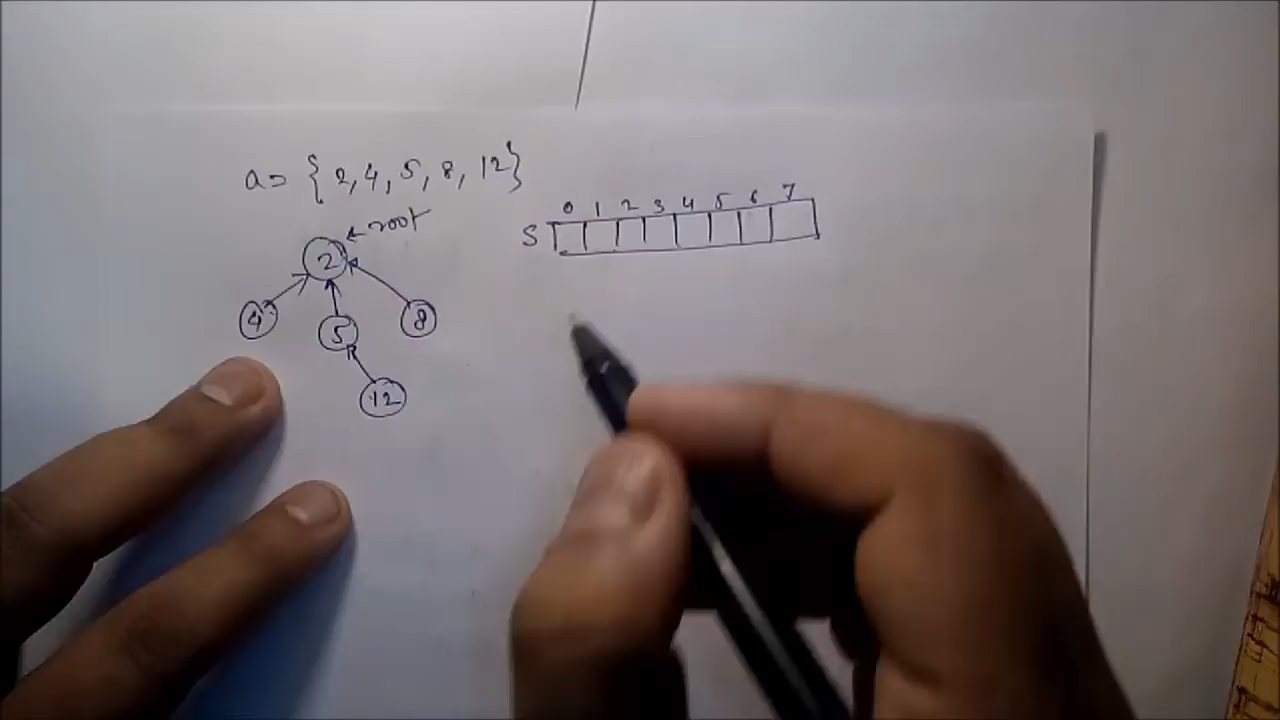 a = { 2, 4, 5, 8, 12 }
0 1 2 3 4 5 6 7
← root
S
2
4
5
8
12